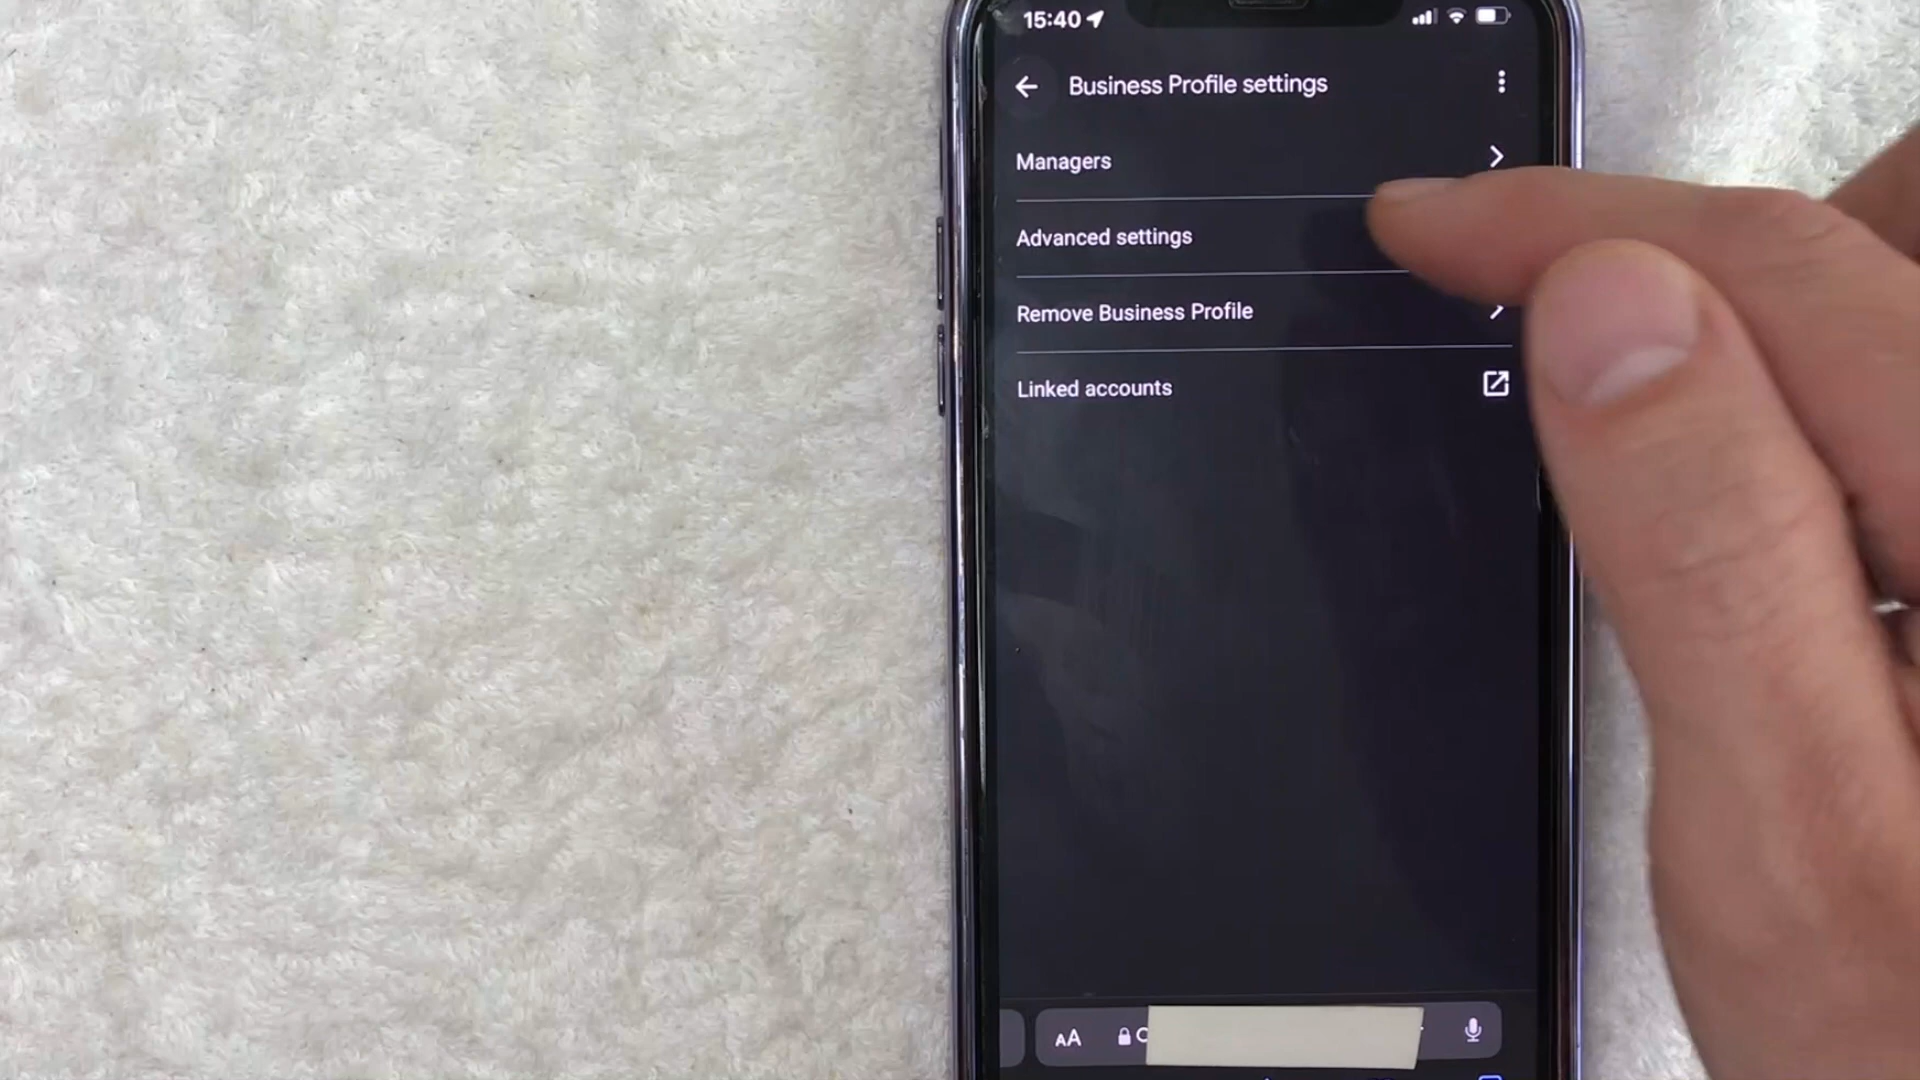 15:40
Business Profile settings
Managers
Advanced settings
Remove Business Profile
Linked accounts
AA